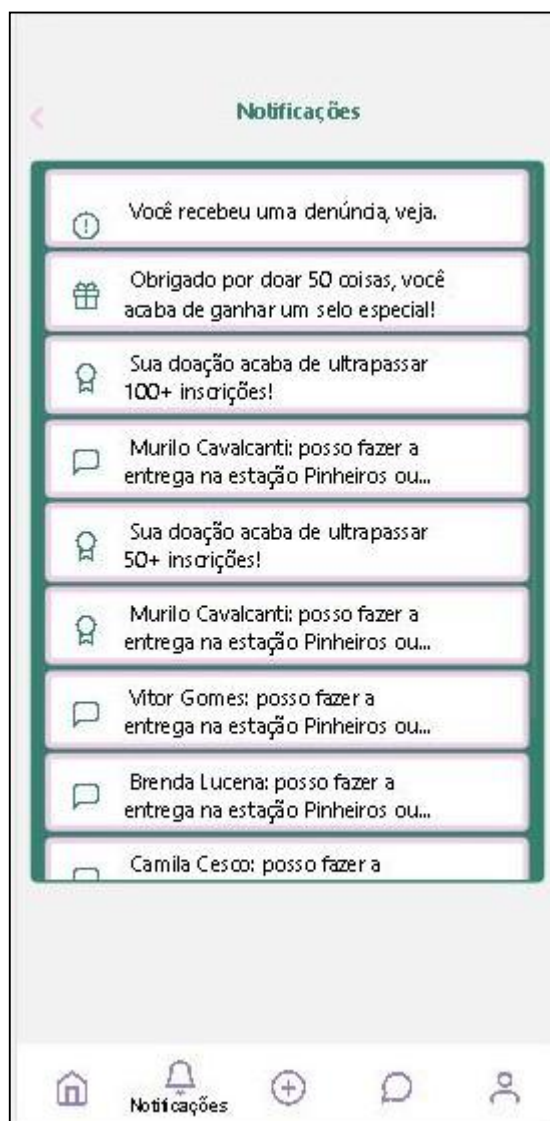 Notificações
Você recebeu uma denúncia, veja.
Obrigado por doar 50 coisas, você
acaba de ganhar um selo especial!
Sua doação acaba de ultrapassar
100+ inscrições!
Murilo Cavalcanti: posso fazer a
entrega na estação Pinheiros ou...
Sua doação acaba de ultrapassar
50+ inscrições!
Murilo Cavalcanti: posso fazer a
entrega na estação Pinheiros ou...
Vitor Gomes: posso fazer a
entrega na estação Pinheiros ou...
Brenda Lucena: posso fazer a
entrega na estação Pinheiros ou...
Camila Cesco: posso fazer a
Notificações